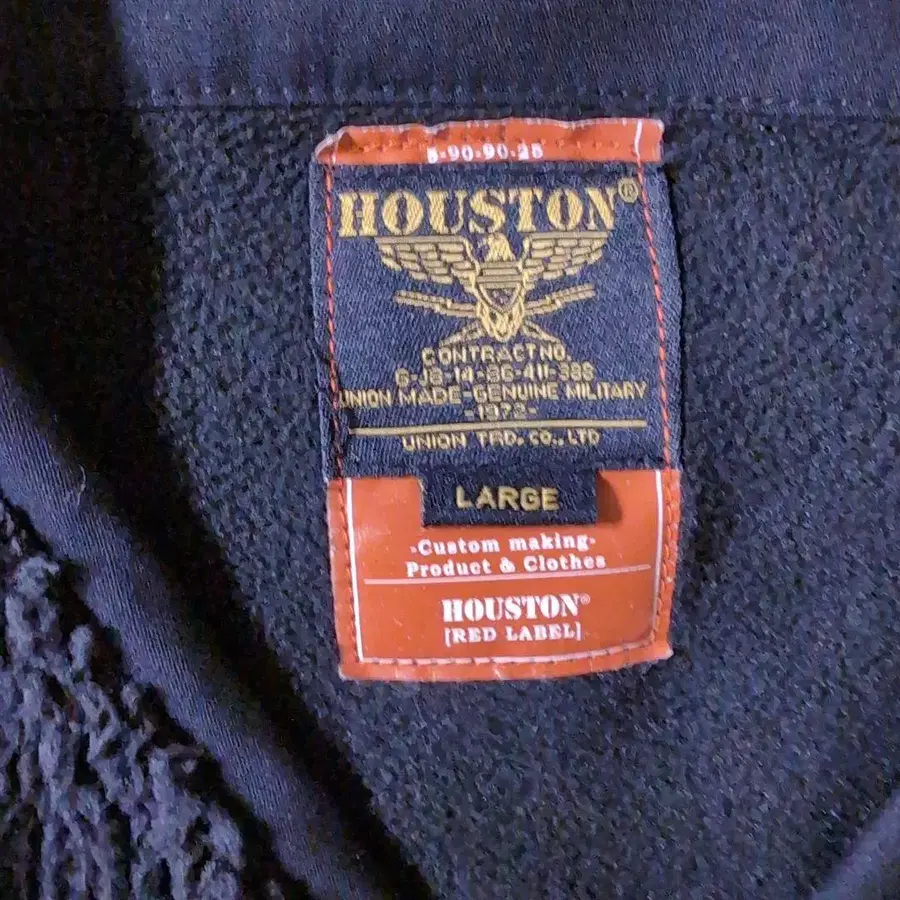 HOUSTON®
CONTRACT NO.
UNION MADE-GENUINE MILITARY
-1972-
UNION TRD. CO., LTD
LARGE
-Custom making-
Product & Clothes
HOUSTON®
[RED LABEL]